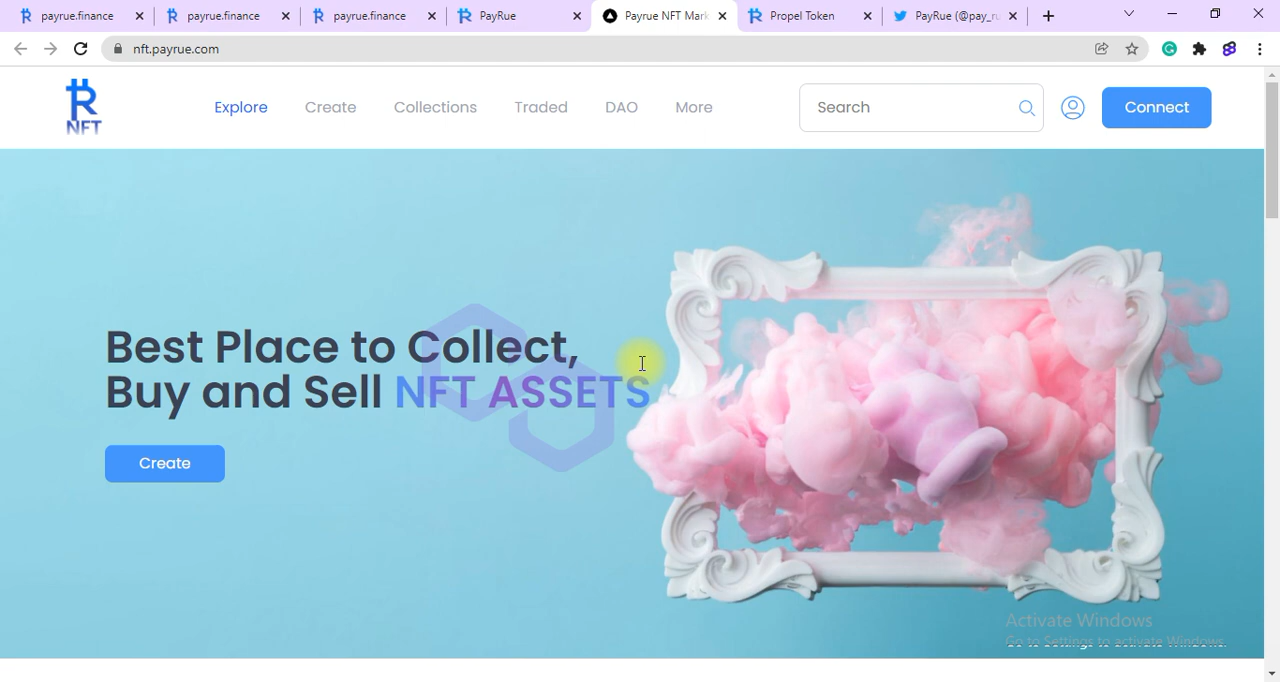 payrue.finance
payrue.finance
payrue.finance
PayRue
Payrue NFT Mark
Propel Token
PayRue (@pay_ru
nft.payrue.com
R
NFT
Explore
Create
Collections
Traded
DAO
More
Search
Connect
Best Place to Collect,
Buy and Sell NFT ASSETS
Create
Activate Windows
Go to Settings to activate Windows.